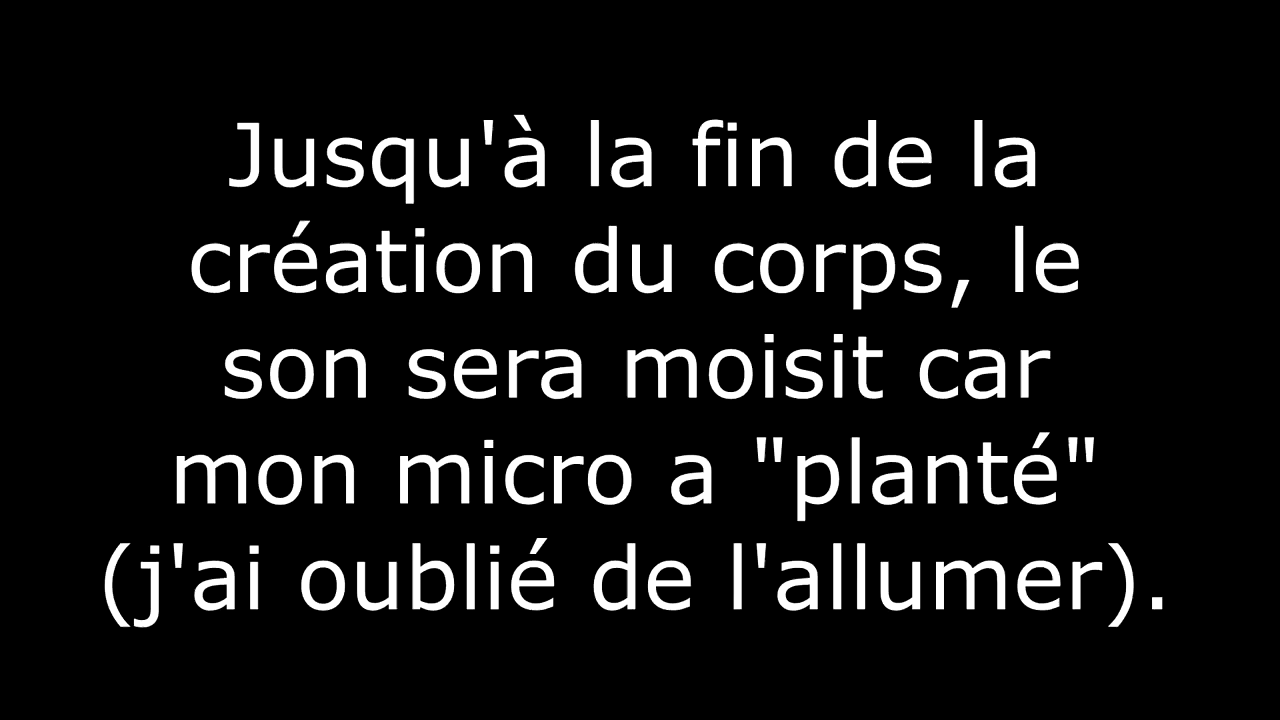 Jusqu'à la fin de la
création du corps, le
son sera moisit car
mon micro a "planté"
(j'ai oublié de l'allumer).